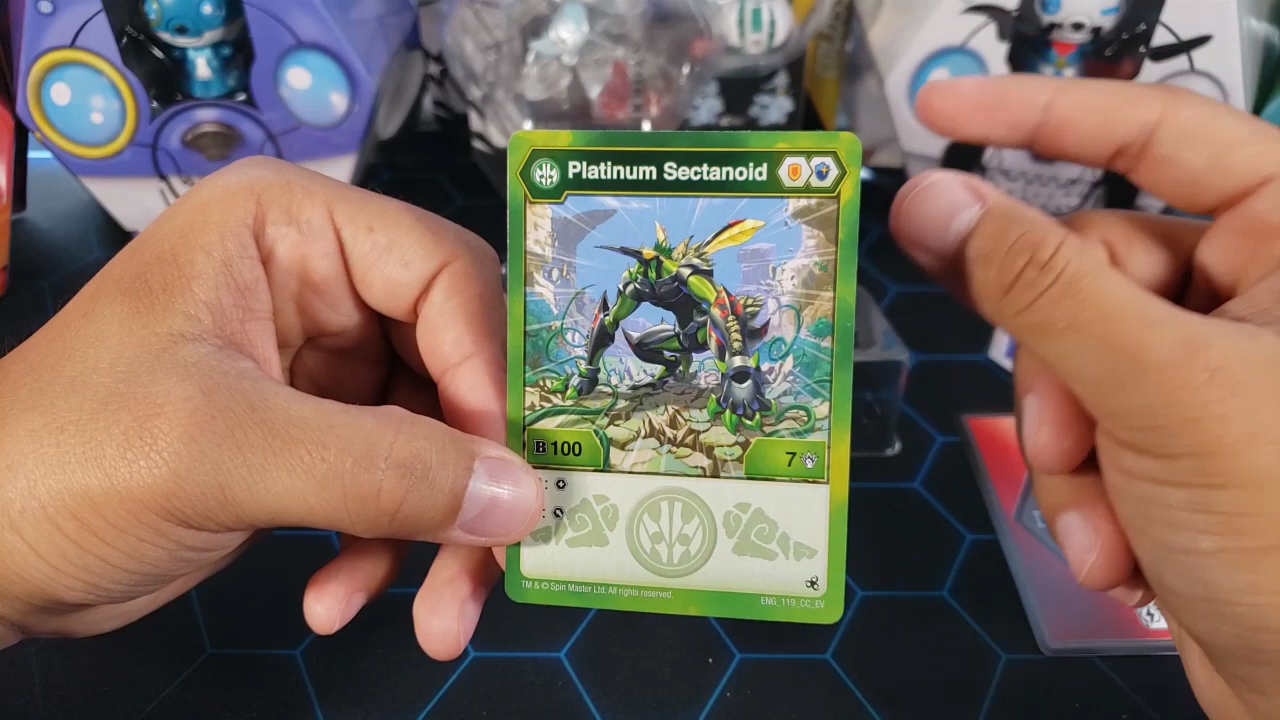 Platinum Sectanoid
B100
7
:
:
TM & © Spin Master Ltd. All rights reserved.
ENG_119_CC_EV